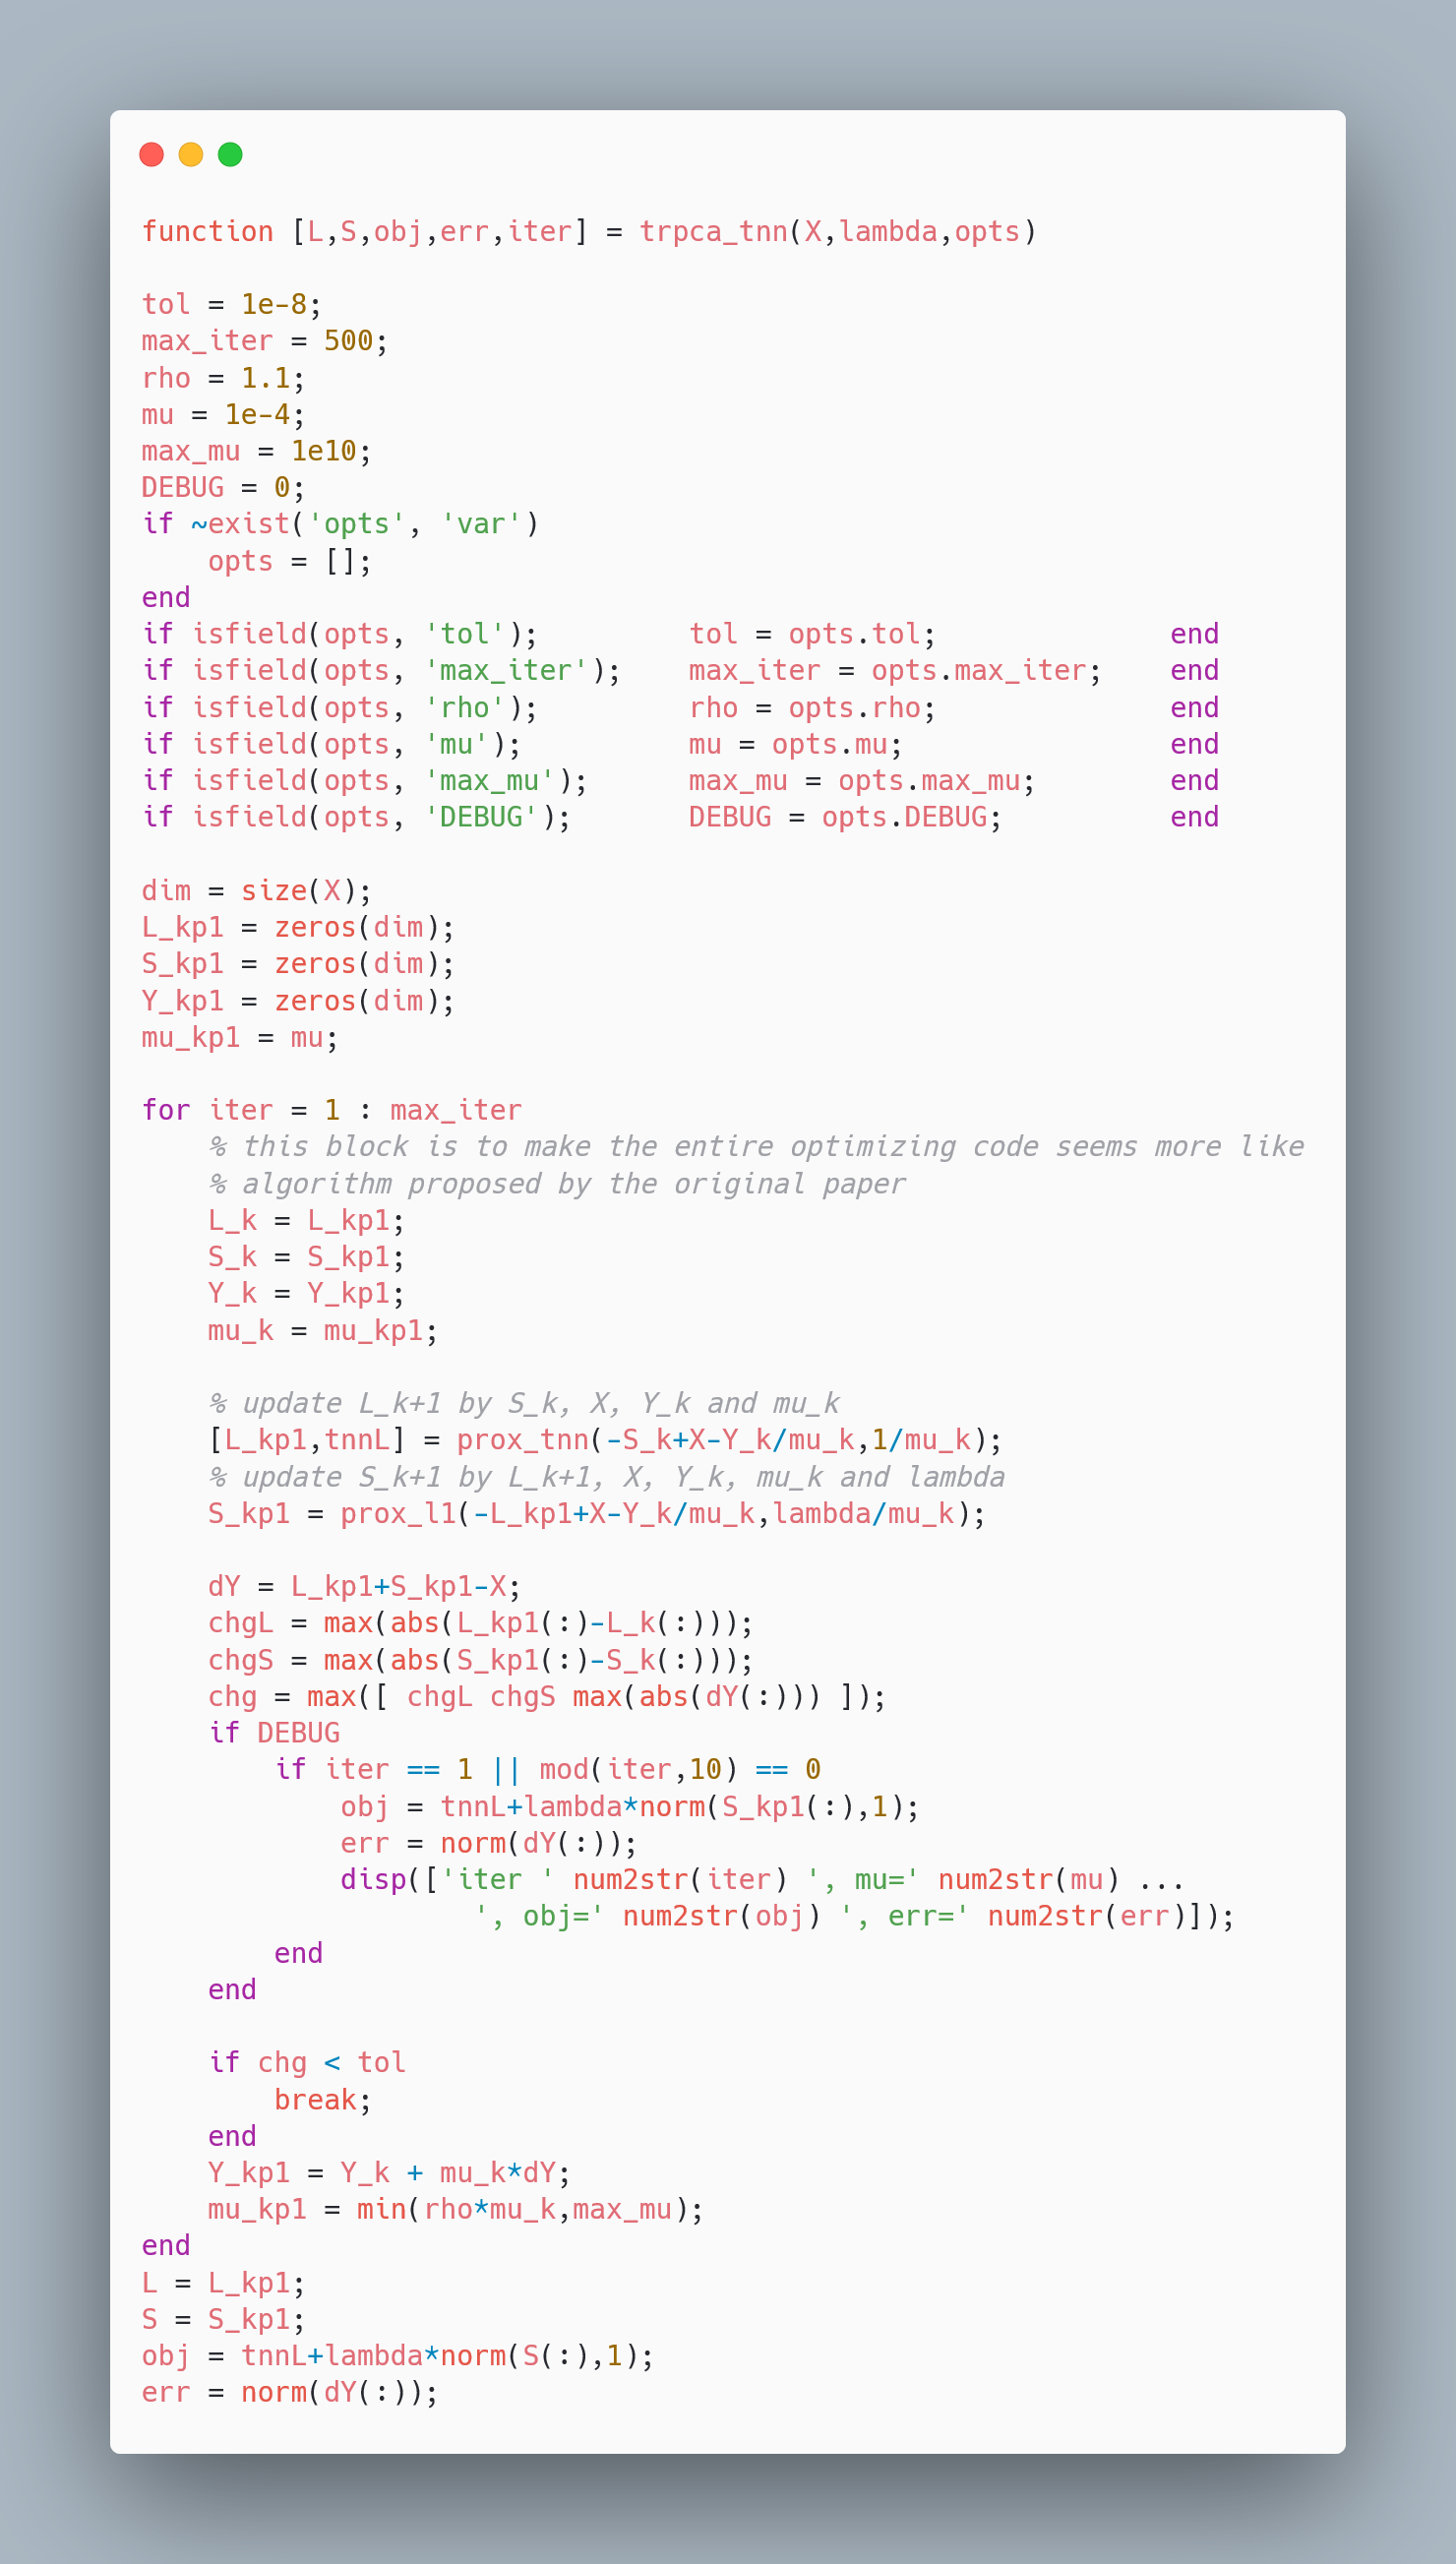 function [L,S,obj,err,iter] = trpca_tnn(X,lambda,opts)

tol = 1e-8;
max_iter = 500;
rho = 1.1;
mu = 1e-4;
max_mu = 1e10;
DEBUG = 0;
if ~exist('opts', 'var')
    opts = [];
end
if isfield(opts, 'tol');         tol = opts.tol;              end
if isfield(opts, 'max_iter');    max_iter = opts.max_iter;    end
if isfield(opts, 'rho');         rho = opts.rho;              end
if isfield(opts, 'mu');          mu = opts.mu;                end
if isfield(opts, 'max_mu');      max_mu = opts.max_mu;        end
if isfield(opts, 'DEBUG');       DEBUG = opts.DEBUG;          end

dim = size(X);
L_kp1 = zeros(dim);
S_kp1 = zeros(dim);
Y_kp1 = zeros(dim);
mu_kp1 = mu;

for iter = 1 : max_iter
    % this block is to make the entire optimizing code seems more like
    % algorithm proposed by the original paper
    L_k = L_kp1;
    S_k = S_kp1;
    Y_k = Y_kp1;
    mu_k = mu_kp1;

    % update L_k+1 by S_k, X, Y_k and mu_k
    [L_kp1,tnnL] = prox_tnn(-S_k+X-Y_k/mu_k,1/mu_k);
    % update S_k+1 by L_k+1, X, Y_k, mu_k and lambda
    S_kp1 = prox_l1(-L_kp1+X-Y_k/mu_k,lambda/mu_k);

    dY = L_kp1+S_kp1-X;
    chgL = max(abs(L_kp1(:)-L_k(:)));
    chgS = max(abs(S_kp1(:)-S_k(:)));
    chg = max([ chgL chgS max(abs(dY(:))) ]);
    if DEBUG
        if iter == 1 || mod(iter,10) == 0
            obj = tnnL+lambda*norm(S_kp1(:),1);
            err = norm(dY(:));
            disp(['iter ' num2str(iter) ', mu=' num2str(mu) ...
                    ', obj=' num2str(obj) ', err=' num2str(err)]);
        end
    end

    if chg < tol
        break;
    end
    Y_kp1 = Y_k + mu_k*dY;
    mu_kp1 = min(rho*mu_k,max_mu);
end
L = L_kp1;
S = S_kp1;
obj = tnnL+lambda*norm(S(:),1);
err = norm(dY(:));